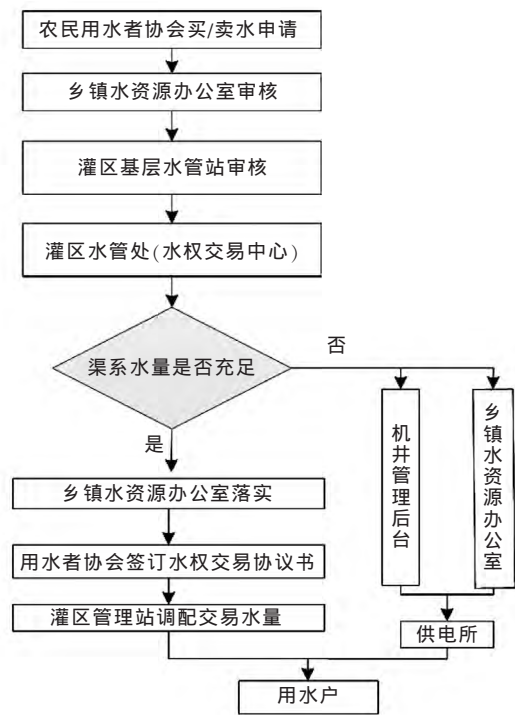 农民用水者协会买/卖水申请
乡镇水资源办公室审核
灌区基层水管站审核
灌区水管处(水权交易中心)
渠系水量是否充足
否
是
机井管理后台
乡镇水资源办公室
乡镇水资源办公室落实
用水者协会签订水权交易协议书
灌区管理站调配交易水量
供电所
用水户